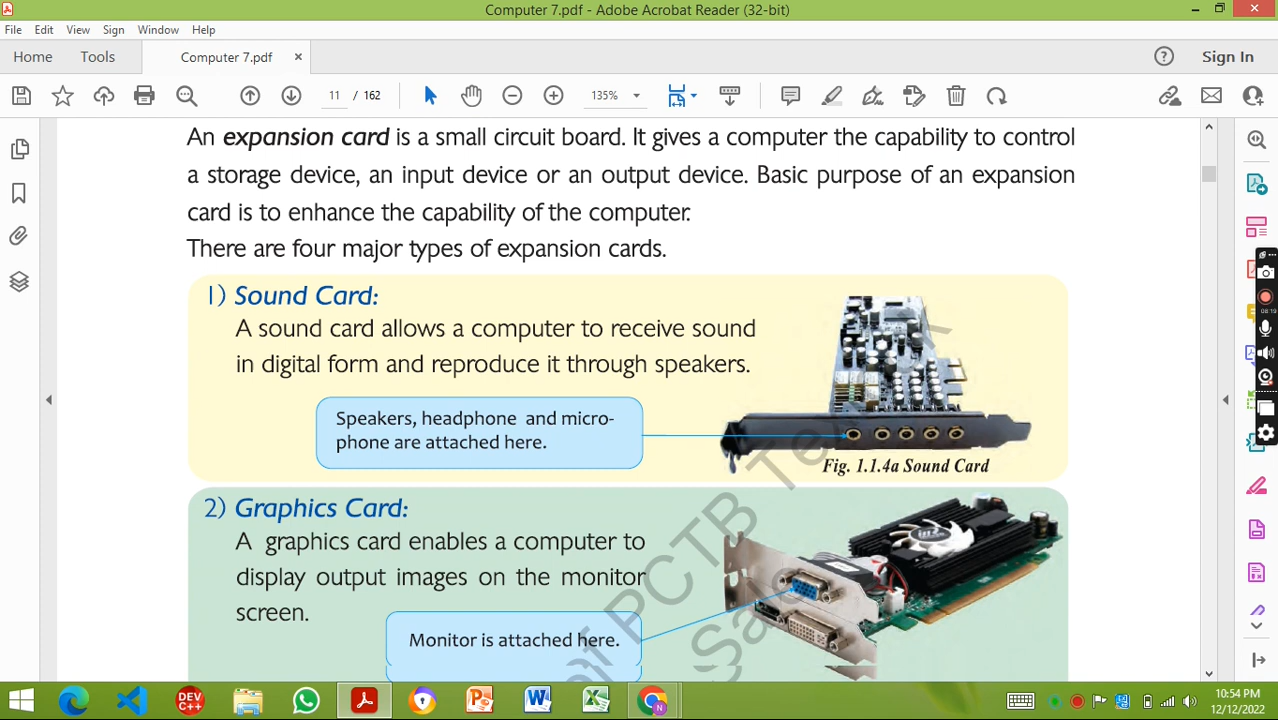 Computer 7.pdf - Adobe Acrobat Reader (32-bit)
File Edit View Sign Window Help
Home Tools Computer 7.pdf × ? Sign In
11 / 162 135%
An expansion card is a small circuit board. It gives a computer the capability to control
a storage device, an input device or an output device. Basic purpose of an expansion
card is to enhance the capability of the computer.
There are four major types of expansion cards.
1) Sound Card:
A sound card allows a computer to receive sound
in digital form and reproduce it through speakers.
Speakers, headphone and micro-
phone are attached here.
Fig. 1.1.4a Sound Card
2) Graphics Card:
A graphics card enables a computer to
display output images on the monitor
screen.
Monitor is attached here.
PCTB
08:19
DEV
C++
N
10:54 PM
12/12/2022